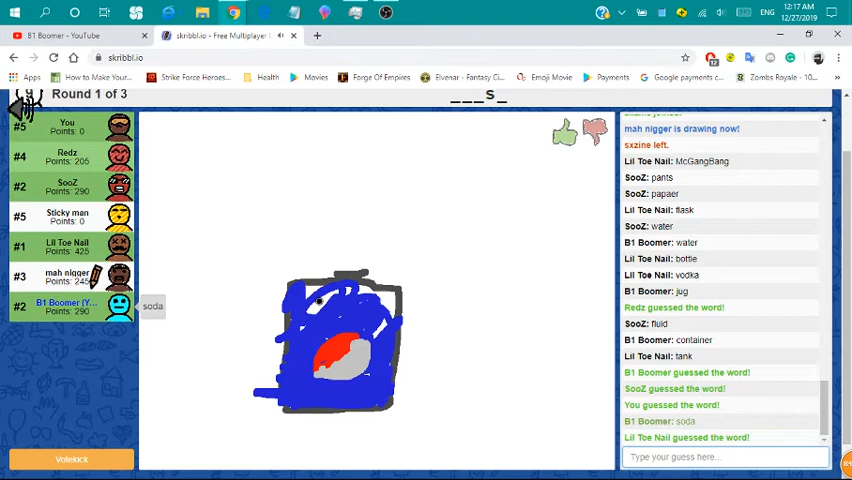 12:17 AM
ENG
12/27/2019
B1 Boomer - YouTube
skribbl.io - Free Multiplayer
skribbl.io
Apps
How to Make Your...
Strike Force Heroes...
Health
Movies
Forge Of Empires
Elvenar - Fantasy Ci...
Emoji Movie
Payments
Google payments c...
Zombs Royale - 10...
Round 1 of 3
_ _ _ s _
#5
You
Points: 0
#4
Redz
Points: 205
#2
SooZ
Points: 290
#5
Sticky man
Points: 0
#1
Lil Toe Nail
Points: 425
#3
mah nigger
Points: 245
#2
B1 Boomer (Y...
Points: 290
soda
Votekick
mah nigger is drawing now!
sxzine left.
Lil Toe Nail: McGangBang
SooZ: pants
SooZ: papaer
Lil Toe Nail: flask
SooZ: water
B1 Boomer: water
Lil Toe Nail: bottle
Lil Toe Nail: vodka
B1 Boomer: jug
Redz guessed the word!
SooZ: fluid
B1 Boomer: container
Lil Toe Nail: tank
B1 Boomer guessed the word!
SooZ guessed the word!
You guessed the word!
B1 Boomer: soda
Lil Toe Nail guessed the word!
Type your guess here...